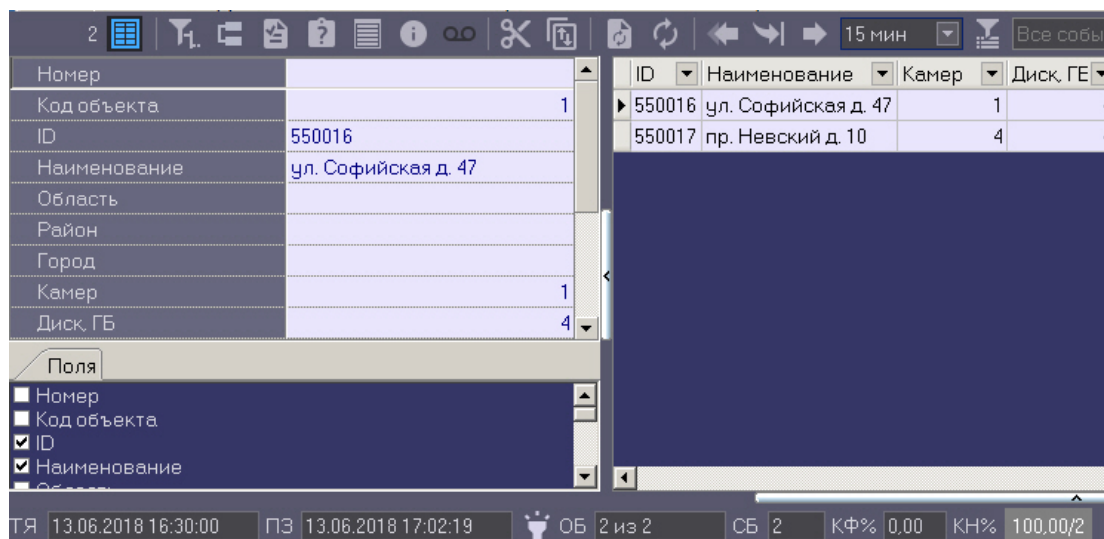 2 15 мин Все собы
Номер
Код объекта 1
ID 550016
Наименование ул. Софийская д. 47
Область
Район
Город
Камер 1
Диск, ГБ 4
ID Наименование Камер Диск, ГЕ
550016 ул. Софийская д. 47 1
550017 пр. Невский д. 10 4
Поля
Номер
Код объекта
ID
Наименование
ТЯ 13.06.2018 16:30:00 ПЗ 13.06.2018 17:02:19 ОБ 2 из 2 СБ 2 КФ% 0,00 КН% 100,00/2